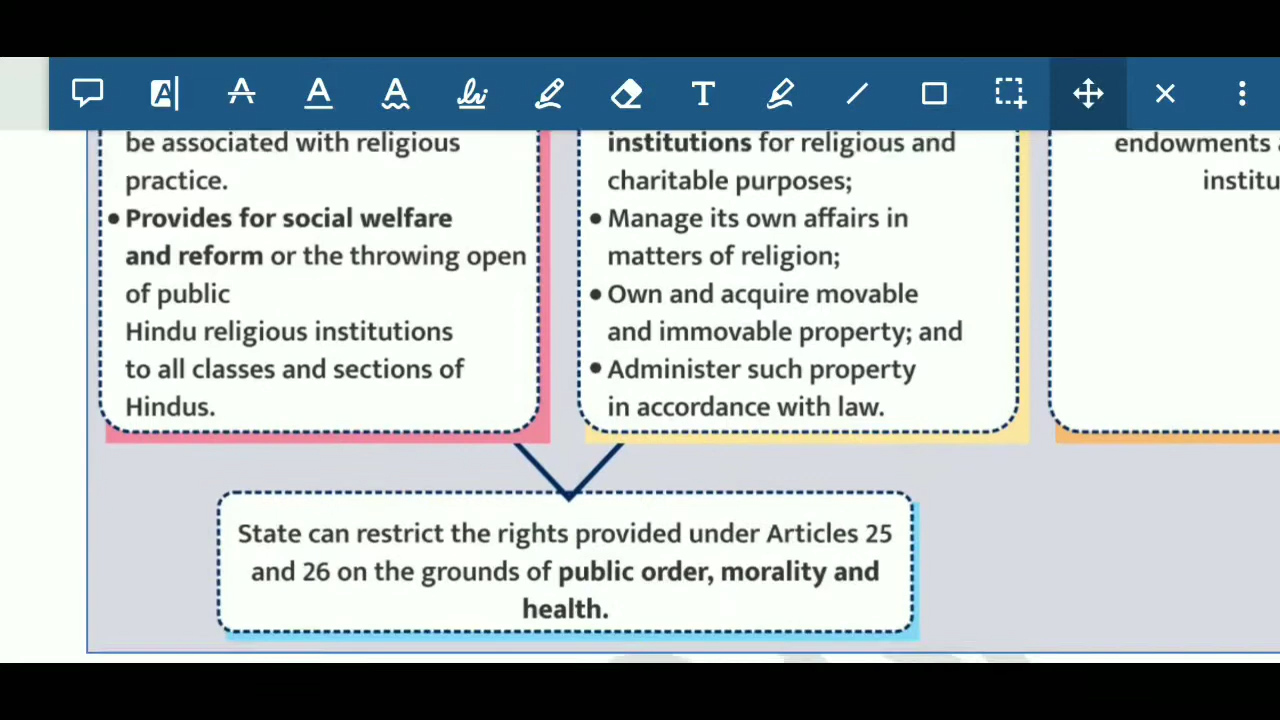 be associated with religious
practice.
• Provides for social welfare
and reform or the throwing open
of public
Hindu religious institutions
to all classes and sections of
Hindus.
institutions for religious and
charitable purposes;
• Manage its own affairs in
matters of religion;
• Own and acquire movable
and immovable property; and
• Administer such property
in accordance with law.
endowments
State can restrict the rights provided under Articles 25
and 26 on the grounds of public order, morality and
health.